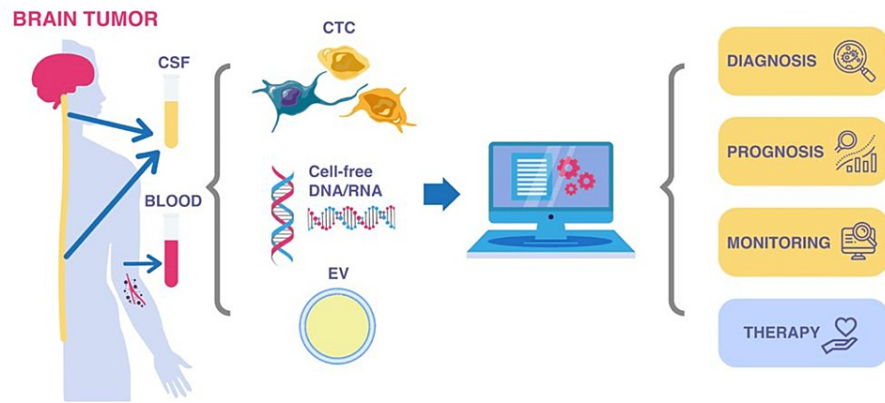 BRAIN TUMOR
CSF
BLOOD
CTC
Cell-free
DNA/RNA
EV
DIAGNOSIS
PROGNOSIS
MONITORING
THERAPY